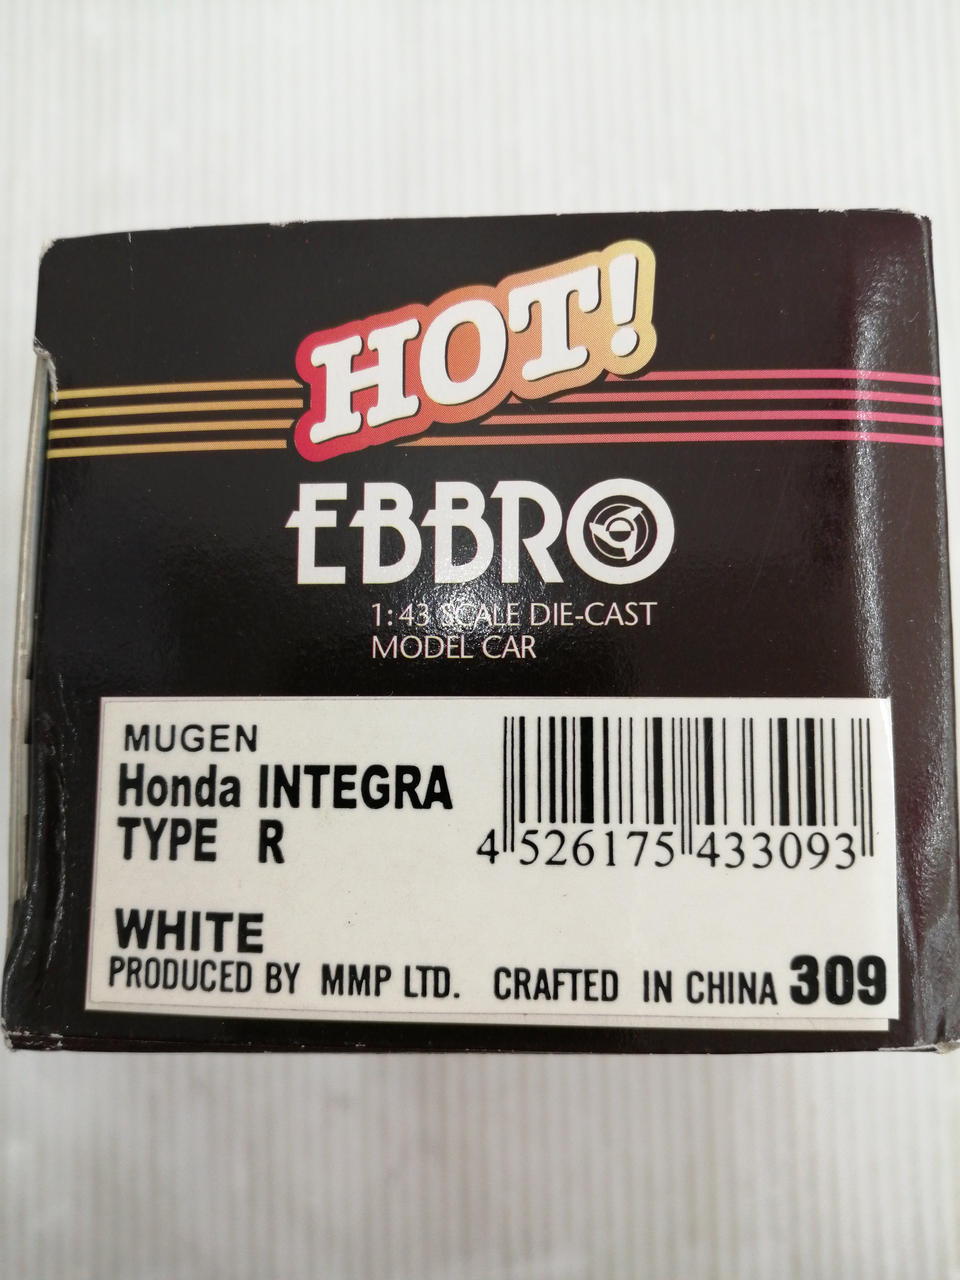 HOT!
EBBRO
1:43 SCALE DIE-CAST
MODEL CAR
MUGEN
Honda INTEGRA
TYPE R
4 526175 433093
WHITE
PRODUCED BY MMP LTD. CRAFTED IN CHINA 309